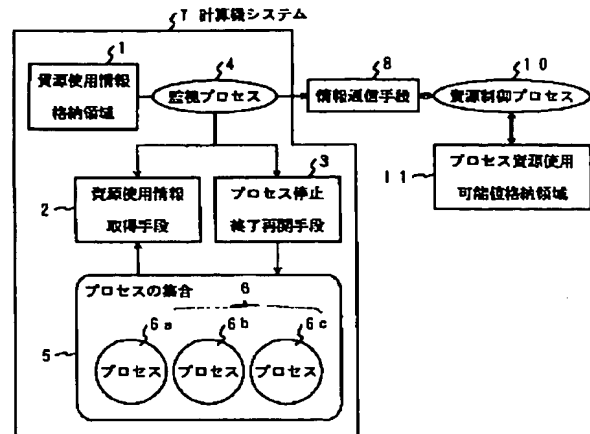 7 計算機システム
1
資源使用情報
格納領域
4
監視プロセス
8
情報通信手段
10
資源制御プロセス
プロセス資源使用
可能値格納領域
11
2
資源使用情報
取得手段
3
プロセス停止
終了再開手段
プロセスの集合
6
5
6a
プロセス
6b
プロセス
6c
プロセス